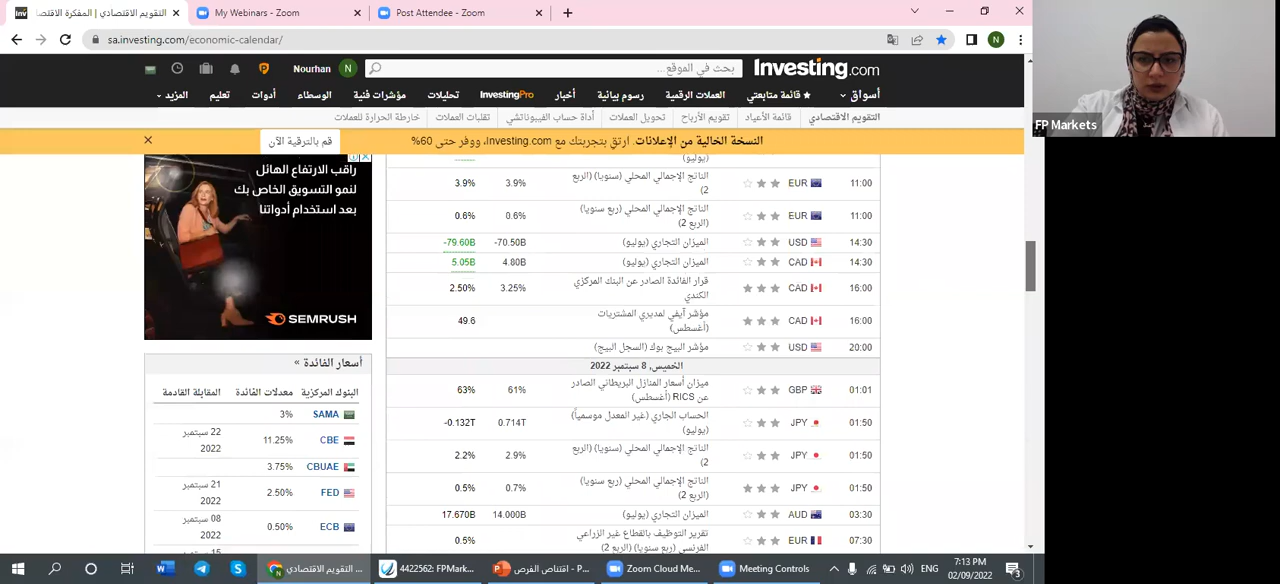 التقويم الاقتصادي | المفكرة الاقتصا
My Webinars - Zoom
Post Attendee - Zoom
sa.investing.com/economic-calendar/
N
Nourhan
N
بحث في الموقع...
Investing.com
أسواق
قائمة متابعتي
العملات الرقمية
رسوم بيانية
أخبار
InvestingPro
تحليلات
مؤشرات فنية
الوسطاء
أدوات
تعليم
المزيد
التقويم الاقتصادي
قائمة الأعياد
تقويم الأرباح
تحويل العملات
أداة حساب الفيبوناتشي
تقلبات العملات
خارطة الحرارة للعملات
النسخة الخالية من الإعلانات. ارتقِ بتجربتك مع Investing.com، ووفر حتى 60%
قم بالترقية الآن
راقب الارتفاع الهائل
لنمو التسويق الخاص بك
بعد استخدام أدواتنا
SEMRUSH
أسعار الفائدة »
البنوك المركزية معدلات الفائدة المقابلة القادمة
SAMA 3%
CBE 11.25% 22 سبتمبر
2022
CBUAE 3.75%
FED 2.50% 21 سبتمبر
2022
ECB 0.50% 08 سبتمبر
2022
15 سبتمبر
(يوليو)
11:00 EUR الناتج الإجمالي المحلي (سنويا) (الربع
2) 3.9% 3.9%
11:00 EUR الناتج الإجمالي المحلي (ربع سنويا)
(الربع 2) 0.6% 0.6%
14:30 USD الميزان التجاري (يوليو) -70.50B -79.60B
14:30 CAD الميزان التجاري (يوليو) 4.80B 5.05B
16:00 CAD قرار الفائدة الصادر عن البنك المركزي
الكندي 3.25% 2.50%
16:00 CAD مؤشر آيفي لمديري المشتريات
(أغسطس) 49.6
20:00 USD مؤشر البيج بوك (السجل البيج)
الخميس, 8 سبتمبر 2022
01:01 GBP ميزان أسعار المنازل البريطاني الصادر
عن RICS (أغسطس) 61% 63%
01:50 JPY الحساب الجاري (غير المعدل موسمياً)
(يوليو) 0.714T -0.132T
01:50 JPY الناتج الإجمالي المحلي (سنويا) (الربع
2) 2.9% 2.2%
01:50 JPY الناتج الإجمالي المحلي (ربع سنويا)
(الربع 2) 0.7% 0.5%
03:30 AUD الميزان التجاري (يوليو) 14.000B 17.670B
07:30 EUR تقرير التوظيف بالقطاع غير الزراعي
الفرنسي (ربع سنويا) (الربع 2) 0.5%
FP Markets
التقويم الاقتصادي ...
4422562: FPMark...
اقتناص الفرص - P...
Zoom Cloud Me...
Meeting Controls
ENG
7:13 PM
02/09/2022
3